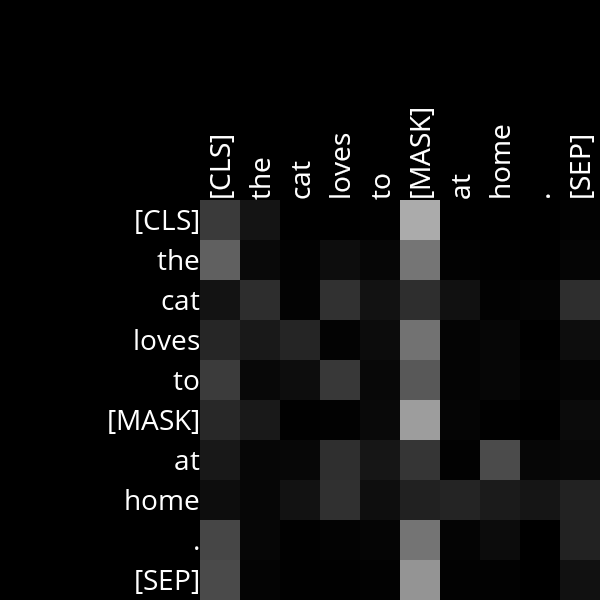 [CLS] the cat loves to [MASK] at home . [SEP]
[CLS]
the
cat
loves
to
[MASK]
at
home
.
[SEP]